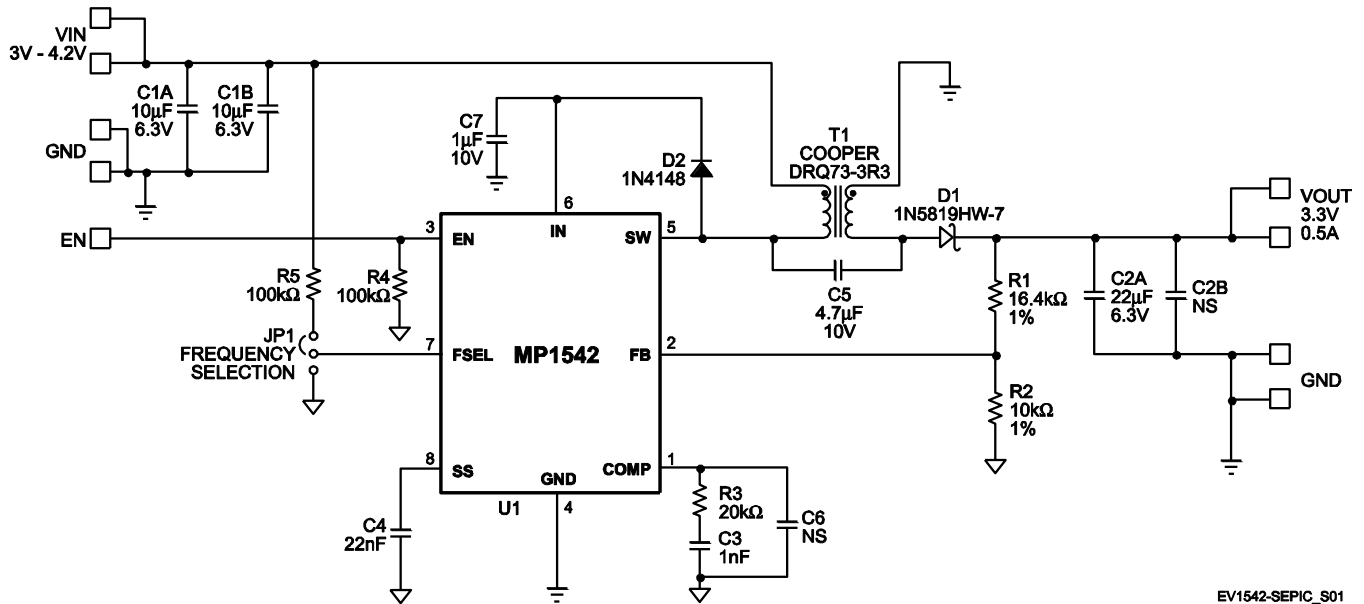 VIN
3V - 4.2V
C1A
10µF
6.3V
C1B
10µF
6.3V
GND
EN
R5
100kΩ
R4
100kΩ
JP1
FREQUENCY
SELECTION
C7
1µF
10V
D2
1N4148
T1
COOPER
DRQ73-3R3
D1
1N5819HW-7
VOUT
3.3V
0.5A
3
EN
6
IN
5
SW
7
FSEL
MP1542
2
FB
8
SS
GND
4
1
COMP
U1
C5
4.7µF
10V
R1
16.4kΩ
1%
C2A
22µF
6.3V
C2B
NS
GND
R2
10kΩ
1%
C4
22nF
R3
20kΩ
C3
1nF
C6
NS
EV1542-SEPIC_S01